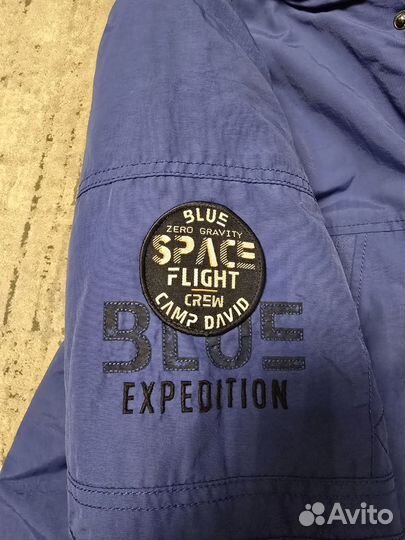 BLUE
ZERO GRAVITY
SPACE
FLIGHT
CREW
CAMP DAVID
BLUE
EXPEDITION
Avito